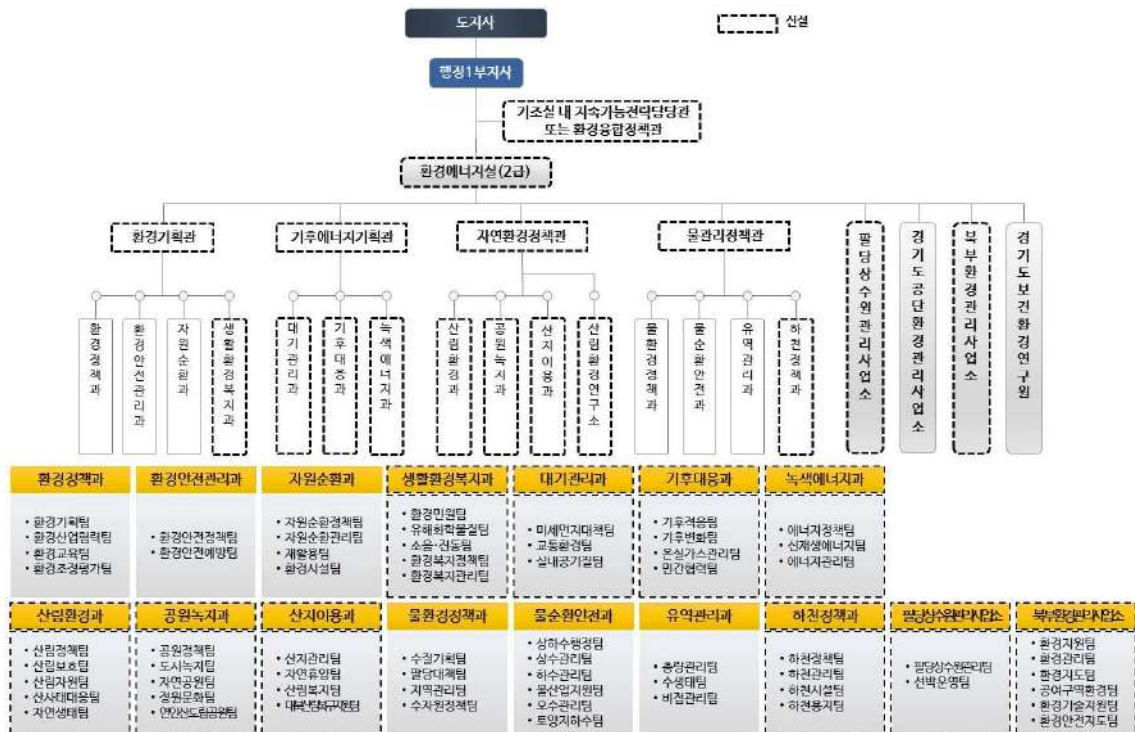 도지사
신설
행정1부지사
기조실 내 지속가능전략담당관
또는 환경융합정책관
환경에너지실(2급)
환경기획관
기후에너지기획관
자연환경정책관
물관리정책관
팔당상수원관리사업소
경기도공단환경관리사업소
북부환경관리사업소
경기도보건환경연구원
환경정책과
환경안전관리과
자원순환과
생활환경복지과
대기관리과
기후대응과
녹색에너지과
산림환경과
공원녹지과
산지이용과
산림환경연구소
물환경정책과
물순환안전과
유역관리과
하천정책과
환경정책과
• 환경기획팀
• 환경산업협력팀
• 환경교육팀
• 환경조정평가팀
환경안전관리과
• 환경안전정책팀
• 환경안전예방팀
자원순환과
• 자원순환정책팀
• 자원순환관리팀
• 재활용팀
• 환경시설팀
생활환경복지과
• 환경민원팀
• 유해화학물질팀
• 소음·진동팀
• 환경복지정책팀
• 환경복지관리팀
대기관리과
• 미세먼지대책팀
• 교통환경팀
• 실내공기질팀
기후대응과
• 기후적응팀
• 기후변화팀
• 온실가스관리팀
• 민간협력팀
녹색에너지과
• 에너지정책팀
• 신재생에너지팀
• 에너지관리팀
산림환경과
• 산림정책팀
• 산림보호팀
• 산림자원팀
• 산사태대응팀
• 자연생태팀
공원녹지과
• 공원정책팀
• 도시녹지팀
• 자연공원팀
• 정원문화팀
• 연인산도립공원팀
산지이용과
• 산지관리팀
• 자연휴양팀
• 산림복지팀
물환경정책과
• 수질기획팀
• 팔당대책팀
• 지역관리팀
• 수자원정책팀
물순환안전과
• 상하수행정팀
• 상수관리팀
• 하수관리팀
• 물산업지원팀
• 오수관리팀
• 토양지하수팀
유역관리과
• 총량관리팀
• 수생태팀
• 비점관리팀
하천정책과
• 하천정책팀
• 하천관리팀
• 하천시설팀
• 하천용지팀
팔당상수원관리사업소
• 팔당상수원관리팀
• 선박운영팀
북부환경관리사업소
• 환경지원팀
• 환경관리팀
• 환경지도팀
• 공여구역환경팀
• 환경기술지원팀
• 환경안전지도팀